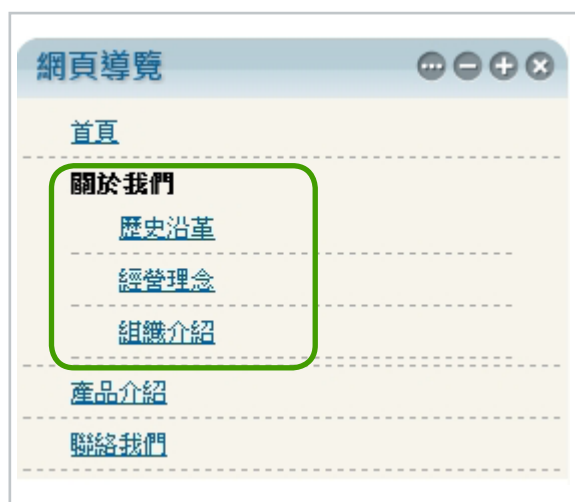 網頁導覽
首頁
關於我們
歷史沿革
經營理念
組織介紹
產品介紹
聯絡我們